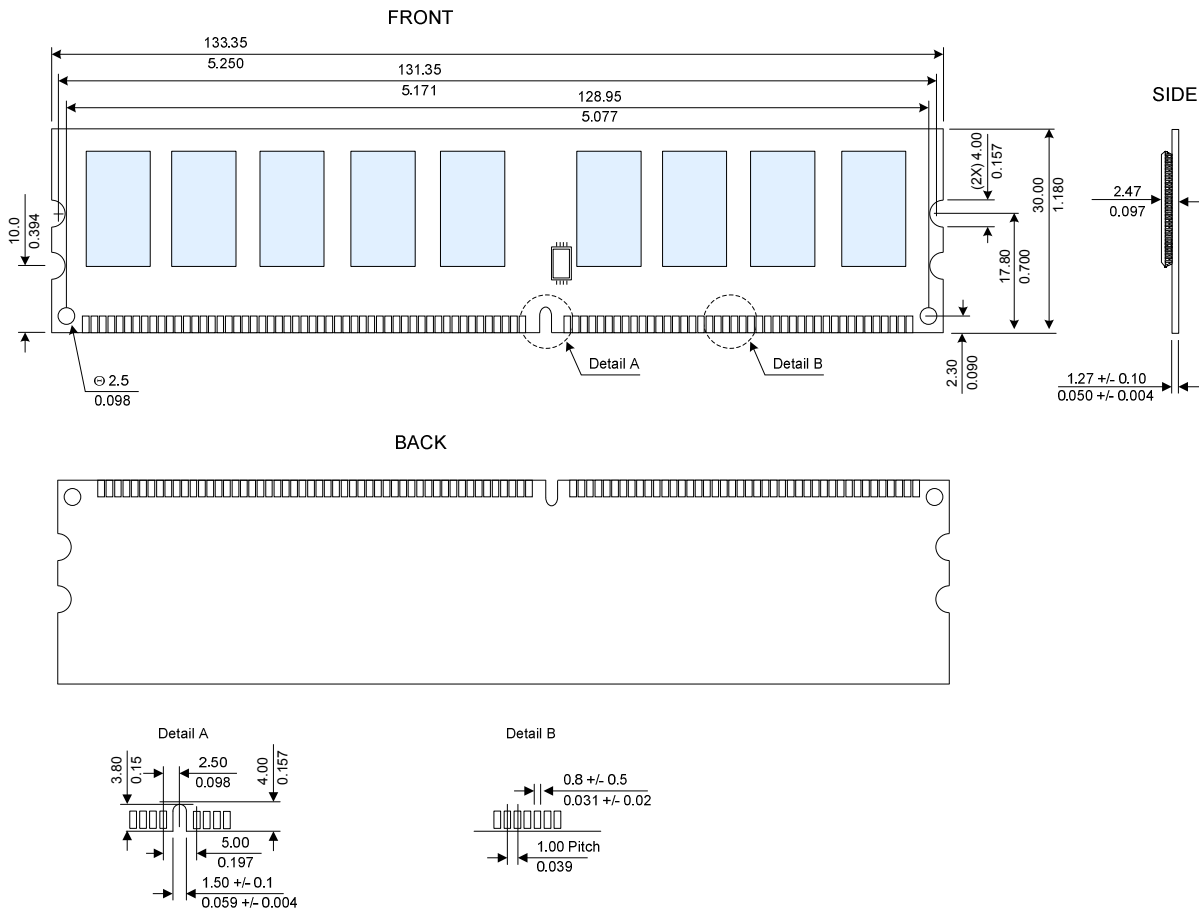 FRONT
133.35
5.250
131.35
5.171
128.95
5.077
SIDE
(2X) 4.00
0.157
30.00
1.180
10.0
0.394
17.80
0.700
2.47
0.097
Detail A
Detail B
2.30
0.090
Θ 2.5
0.098
1.27 +/- 0.10
0.050 +/- 0.004
BACK
Detail A
3.80
0.15
2.50
0.098
4.00
0.157
5.00
0.197
1.50 +/- 0.1
0.059 +/- 0.004
Detail B
0.8 +/- 0.5
0.031 +/- 0.02
1.00 Pitch
0.039